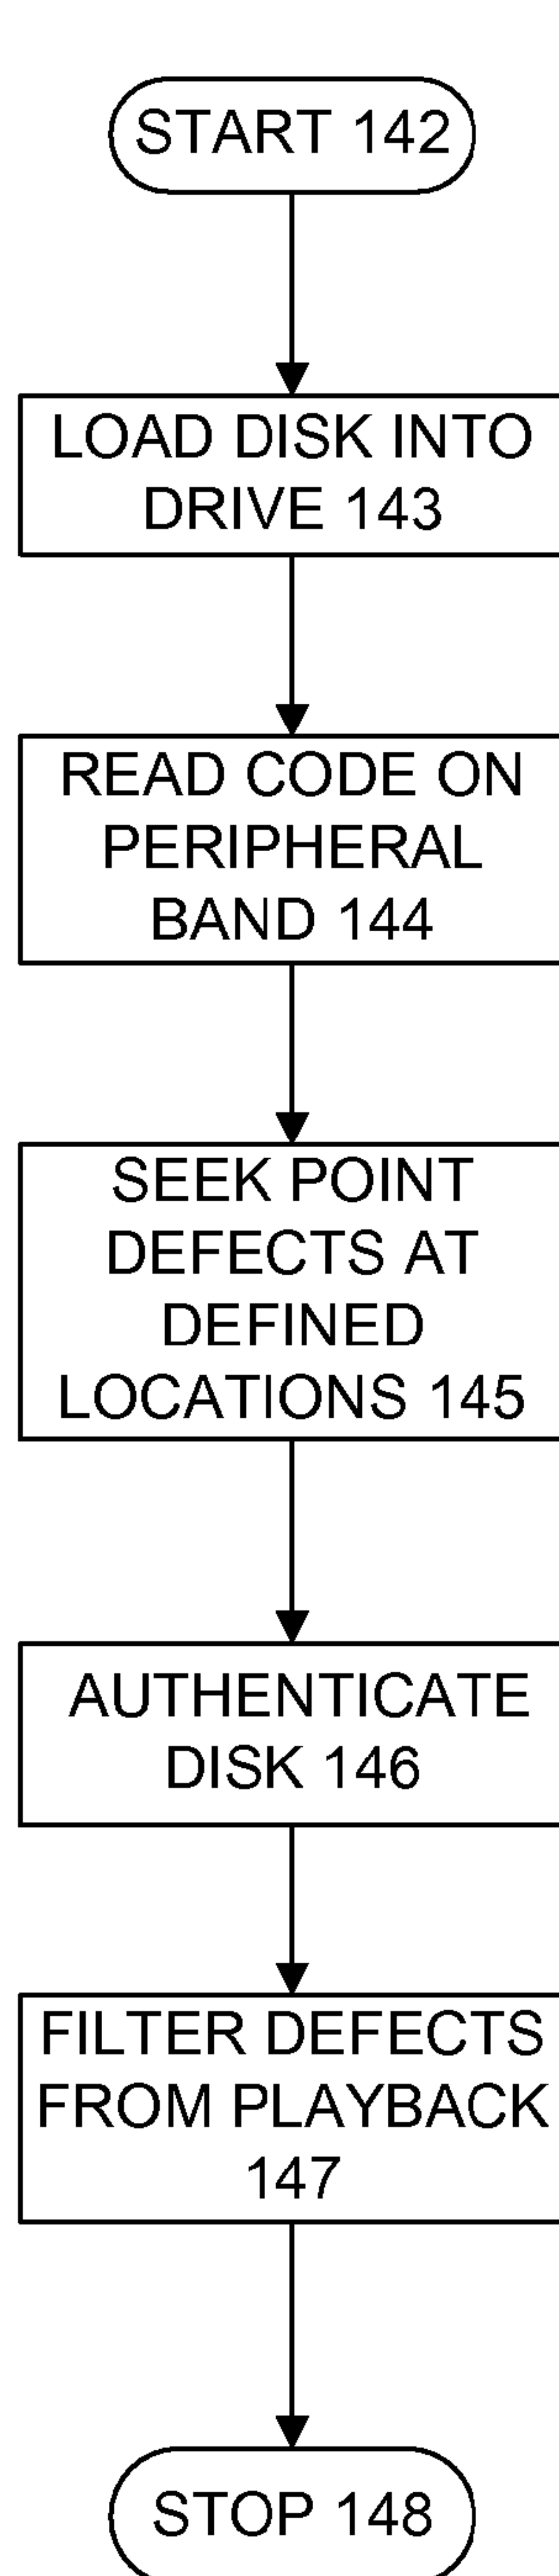 START 142
LOAD DISK INTO
DRIVE 143
READ CODE ON
PERIPHERAL
BAND 144
SEEK POINT
DEFECTS AT
DEFINED
LOCATIONS 145
AUTHENTICATE
DISK 146
FILTER DEFECTS
FROM PLAYBACK
147
STOP 148